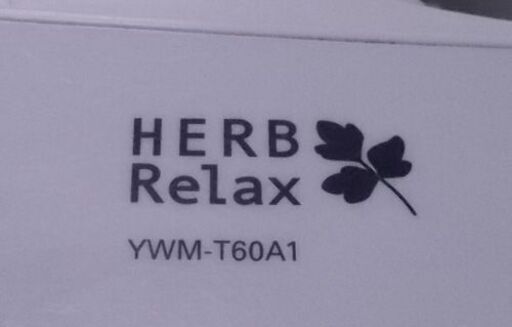 HERB
Relax
YWM-T60A1